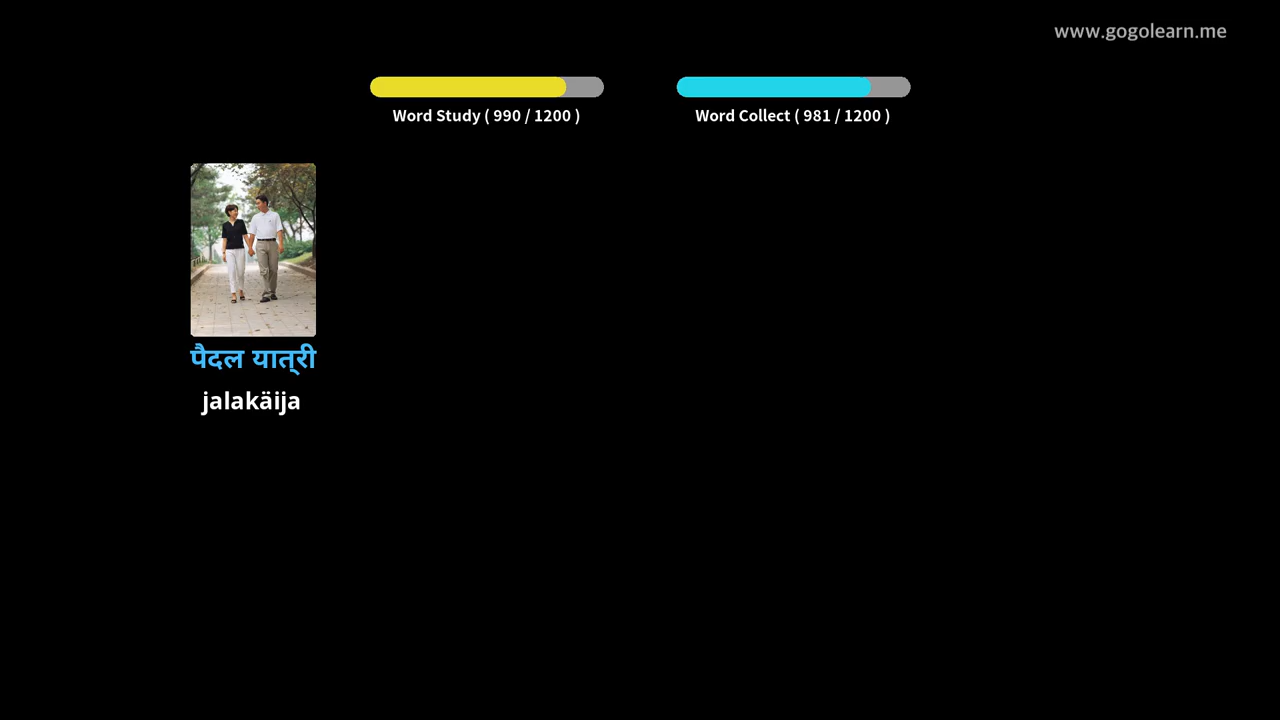 www.gogolearn.me
Word Study ( 990 / 1200 )
Word Collect ( 981 / 1200 )
पैदल यात्री
jalakäija